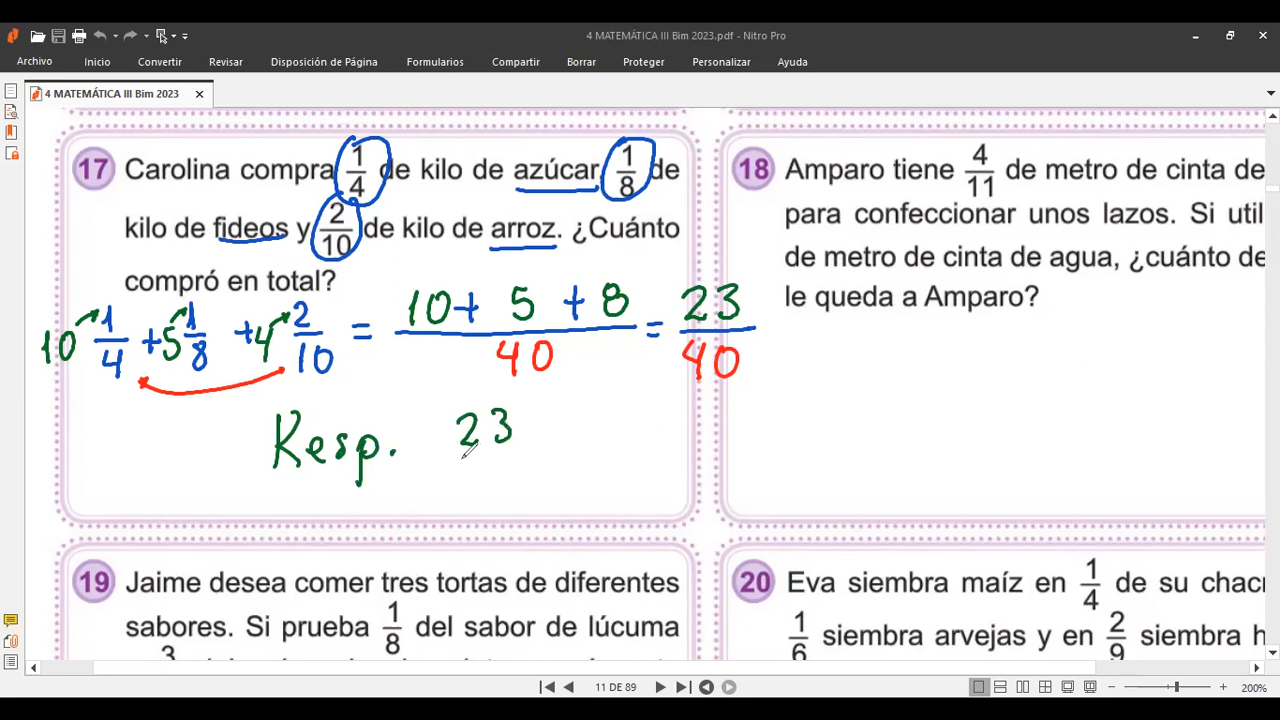 4 MATEMÁTICA III Bim 2023.pdf - Nitro Pro
Archivo Inicio Convertir Revisar Disposición de Página Formularios Compartir Borrar Proteger Personalizar Ayuda
4 MATEMÁTICA III Bim 2023
17 Carolina compra 1/4 de kilo de azúcar, 1/8 de
kilo de fideos y 2/10 de kilo de arroz. ¿Cuánto
compró en total?
10 1/4 + 5 1/8 + 4 2/10 = 10 + 5 + 8 / 40 = 23/40
Resp. 23
18 Amparo tiene 4/11 de metro de cinta de
para confeccionar unos lazos. Si util
de metro de cinta de agua, ¿cuánto de
le queda a Amparo?
19 Jaime desea comer tres tortas de diferentes
sabores. Si prueba 1/8 del sabor de lúcuma
3
20 Eva siembra maíz en 1/4 de su chacr
1/6 siembra arvejas y en 2/9 siembra h
11 DE 89
200%